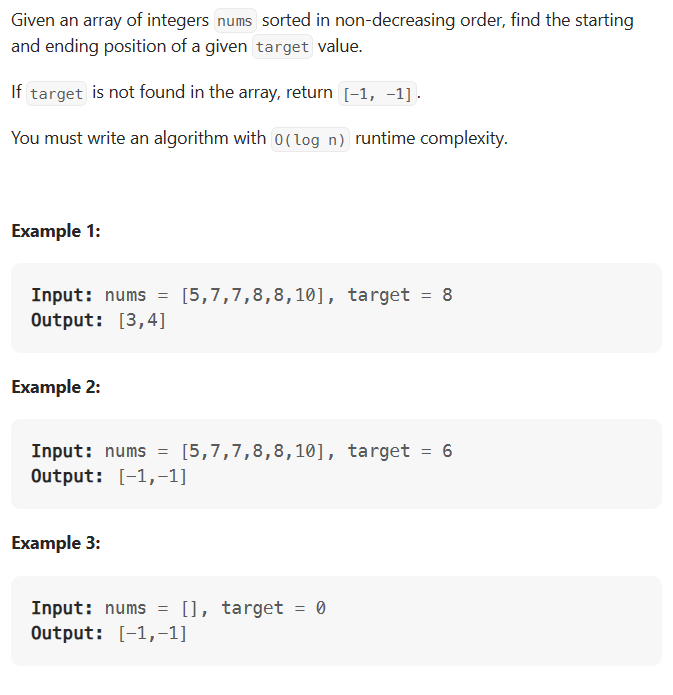 Given an array of integers nums sorted in non-decreasing order, find the starting
and ending position of a given target value.
If target is not found in the array, return [-1, -1].
You must write an algorithm with O(log n) runtime complexity.
Example 1:
Input: nums = [5,7,7,8,8,10], target = 8
Output: [3,4]
Example 2:
Input: nums = [5,7,7,8,8,10], target = 6
Output: [-1,-1]
Example 3:
Input: nums = [], target = 0
Output: [-1,-1]